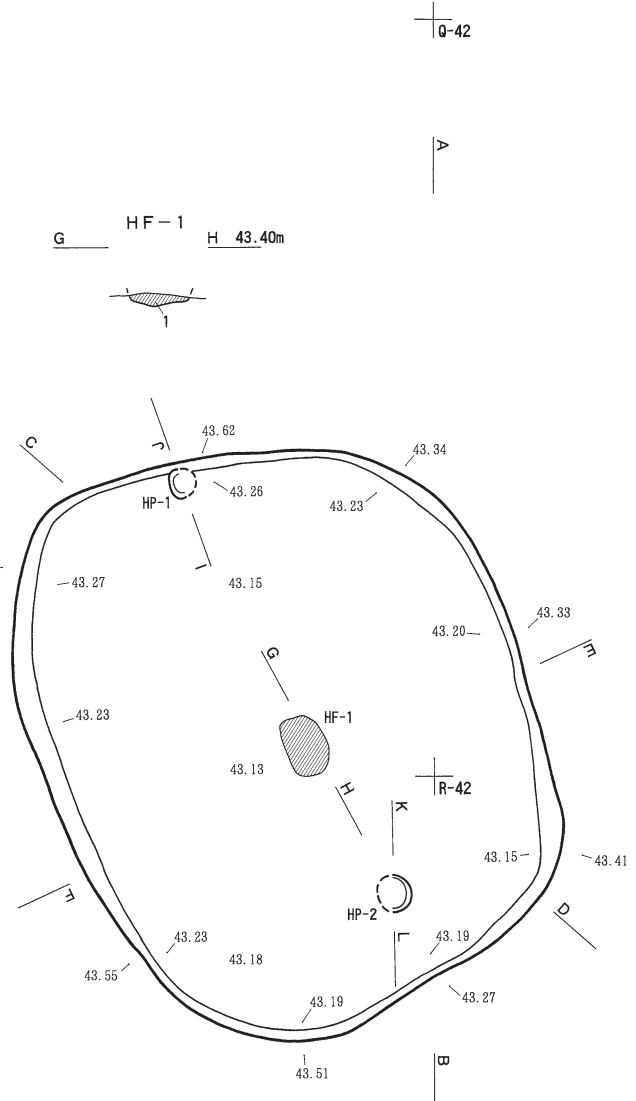 Q-42
A
HF-1
G H 43.40m
1
C
J
43.62
43.34
HP-1
43.26
43.23
I
43.27
43.15
43.33
43.20
E
G
43.23
HF-1
43.13
H
R-42
K
43.15
43.41
F
HP-2
D
L
43.23
43.19
43.18
43.55
43.19
43.27
43.51
B